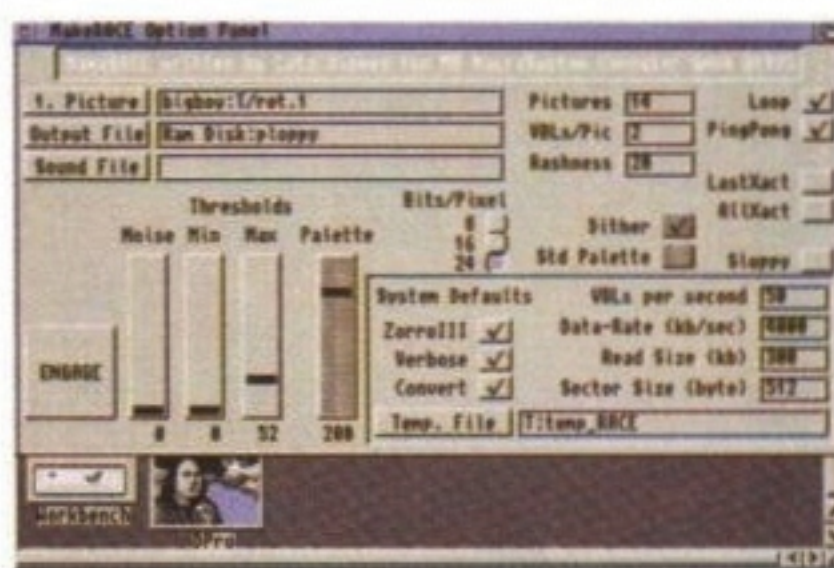 MakeRACE Option Panel
1. Picture bigboy:T/rot.1
Output File Ram Disk:ploppy
Sound File
Pictures 14
VBLs/Pic 2
Rashness 20
Loop
PingPong
LastXact
AllXact
Sloppy
Bits/Pixel
8
16
24
Dither
Std Palette
Thresholds
Noise Min Max Palette
0 0 52 200
ENGAGE
System Defaults
ZorroIII
Verbose
Convert
VBLs per second 50
Data-Rate (kb/sec) 4000
Read Size (kb) 300
Sector Size (byte) 512
Temp. File T:temp_RACE
Workbench